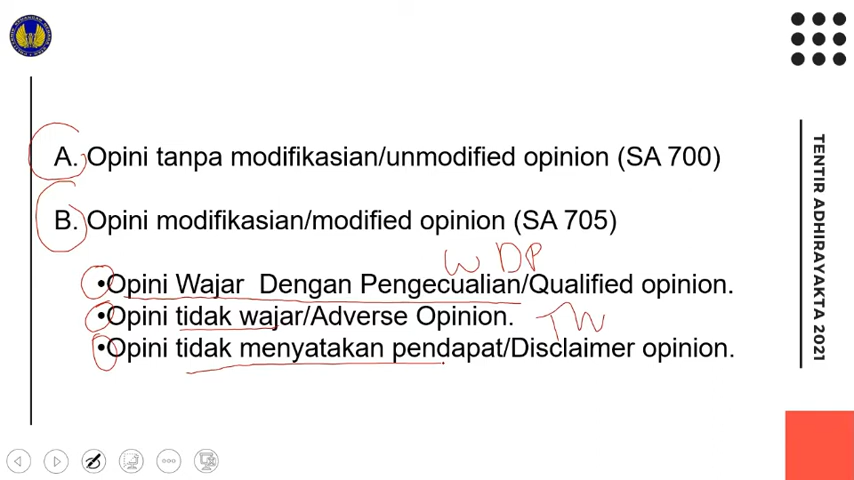 A. Opini tanpa modifikasian/unmodified opinion (SA 700)
B. Opini modifikasian/modified opinion (SA 705)
WDP
•Opini Wajar Dengan Pengecualian/Qualified opinion.
•Opini tidak wajar/Adverse Opinion. TW
•Opini tidak menyatakan pendapat/Disclaimer opinion.
TENTIR ADHIRAYAKTA 2021